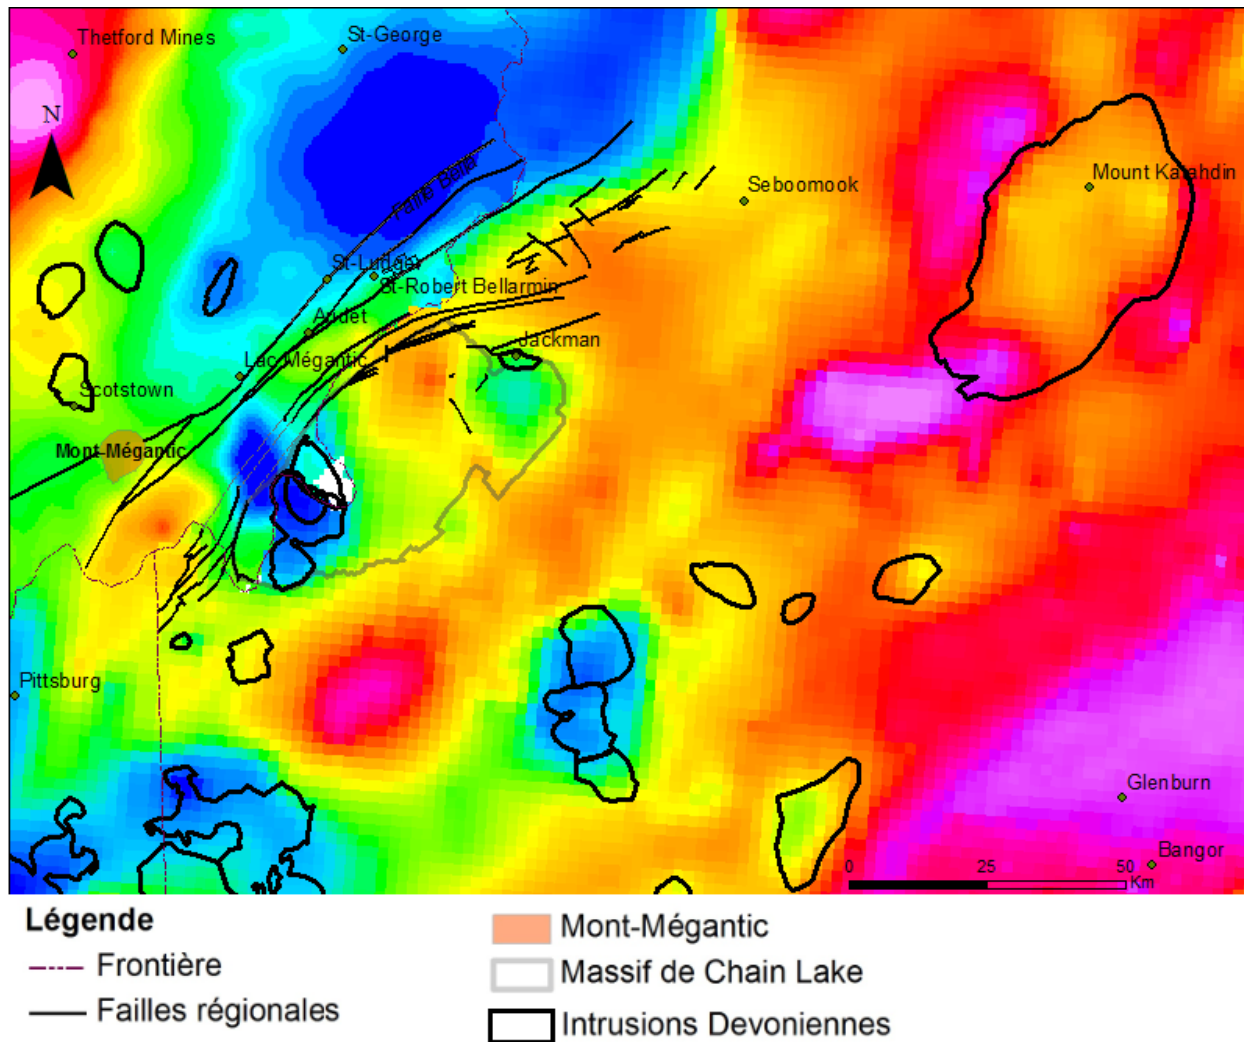 Thetford Mines
St-George
N
Mount Katahdin
Faille Bella
Seboomook
St-Ludger
St-Robert Bellarmin
Audet
Jackman
Lac Mégantic
Scotstown
Mont-Mégantic
Pittsburg
Glenburn
Bangor
0 25 50
Km
Légende
Frontière
Failles régionales
Mont-Mégantic
Massif de Chain Lake
Intrusions Devoniennes